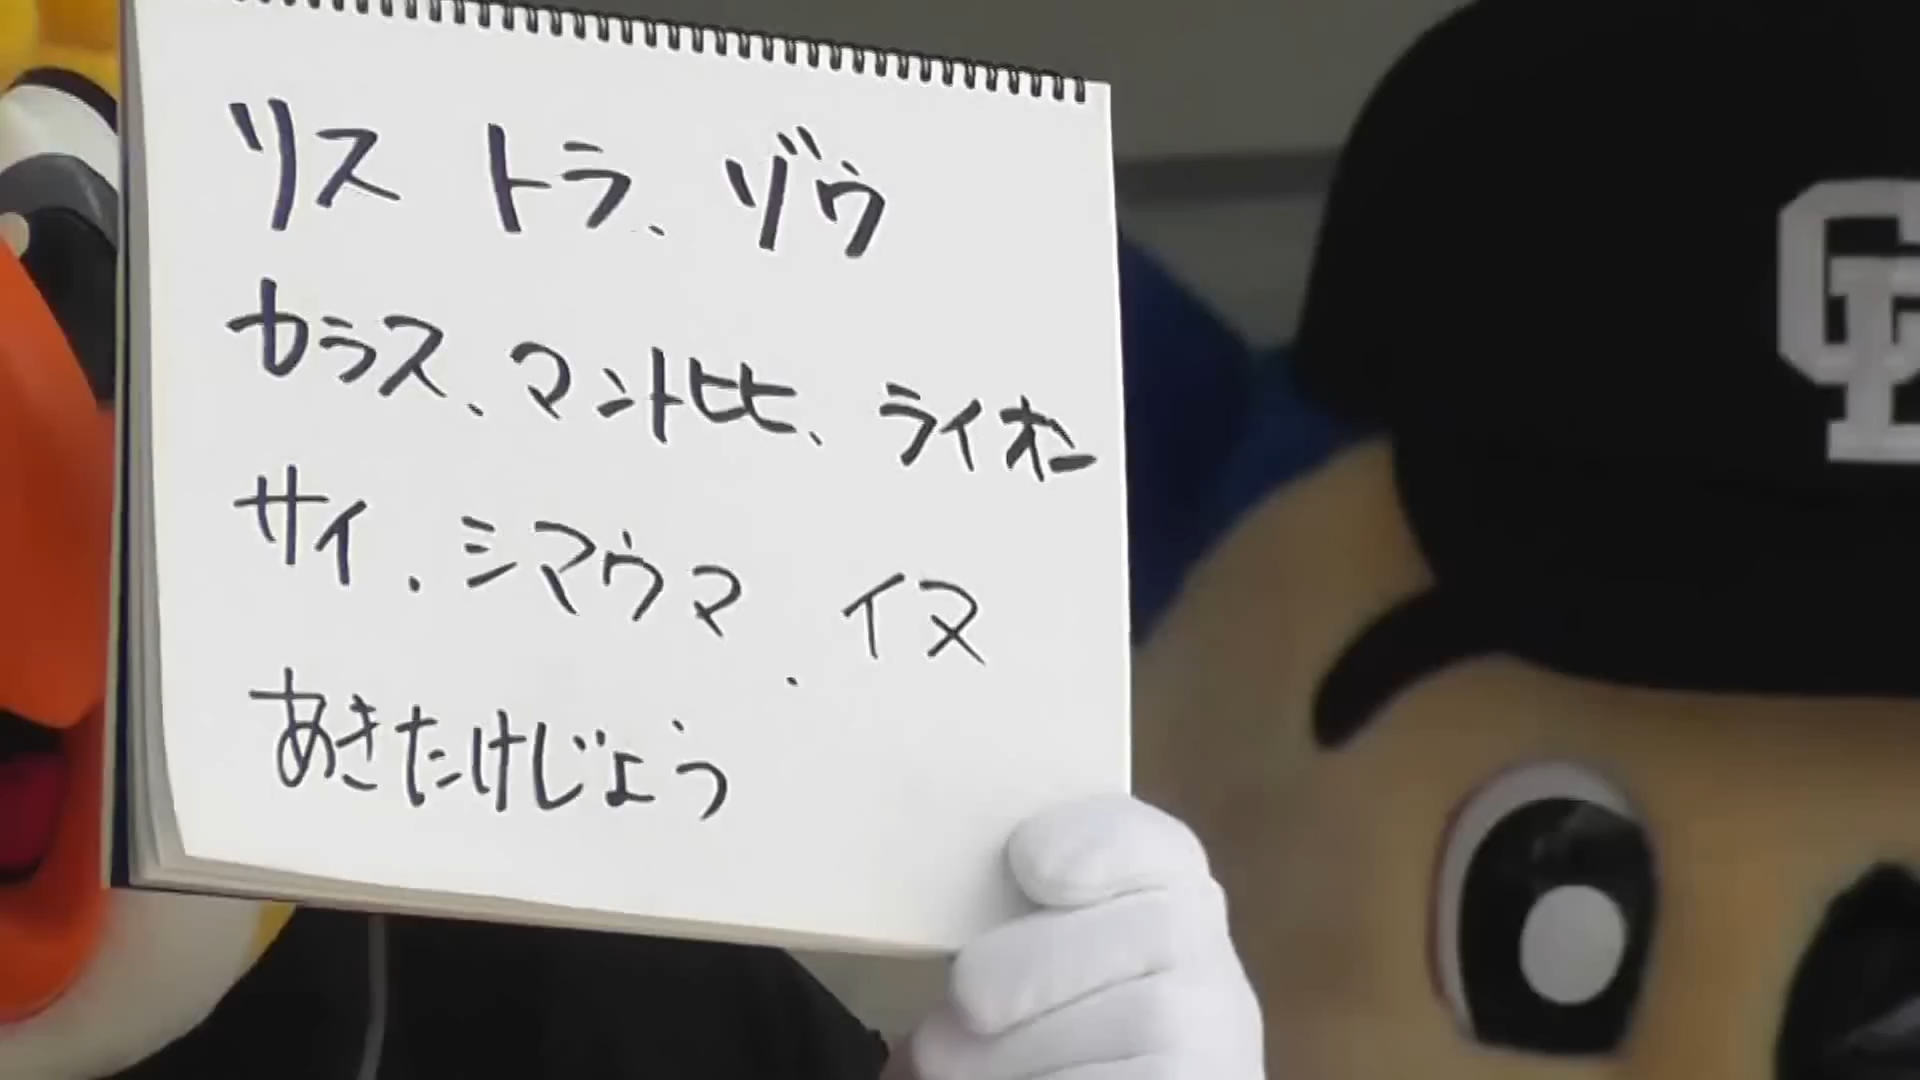 リス トラ、ゾウ
カラス、マントヒヒ、ライオン
サイ、シマウマ、イヌ
あきたけじょう
CD